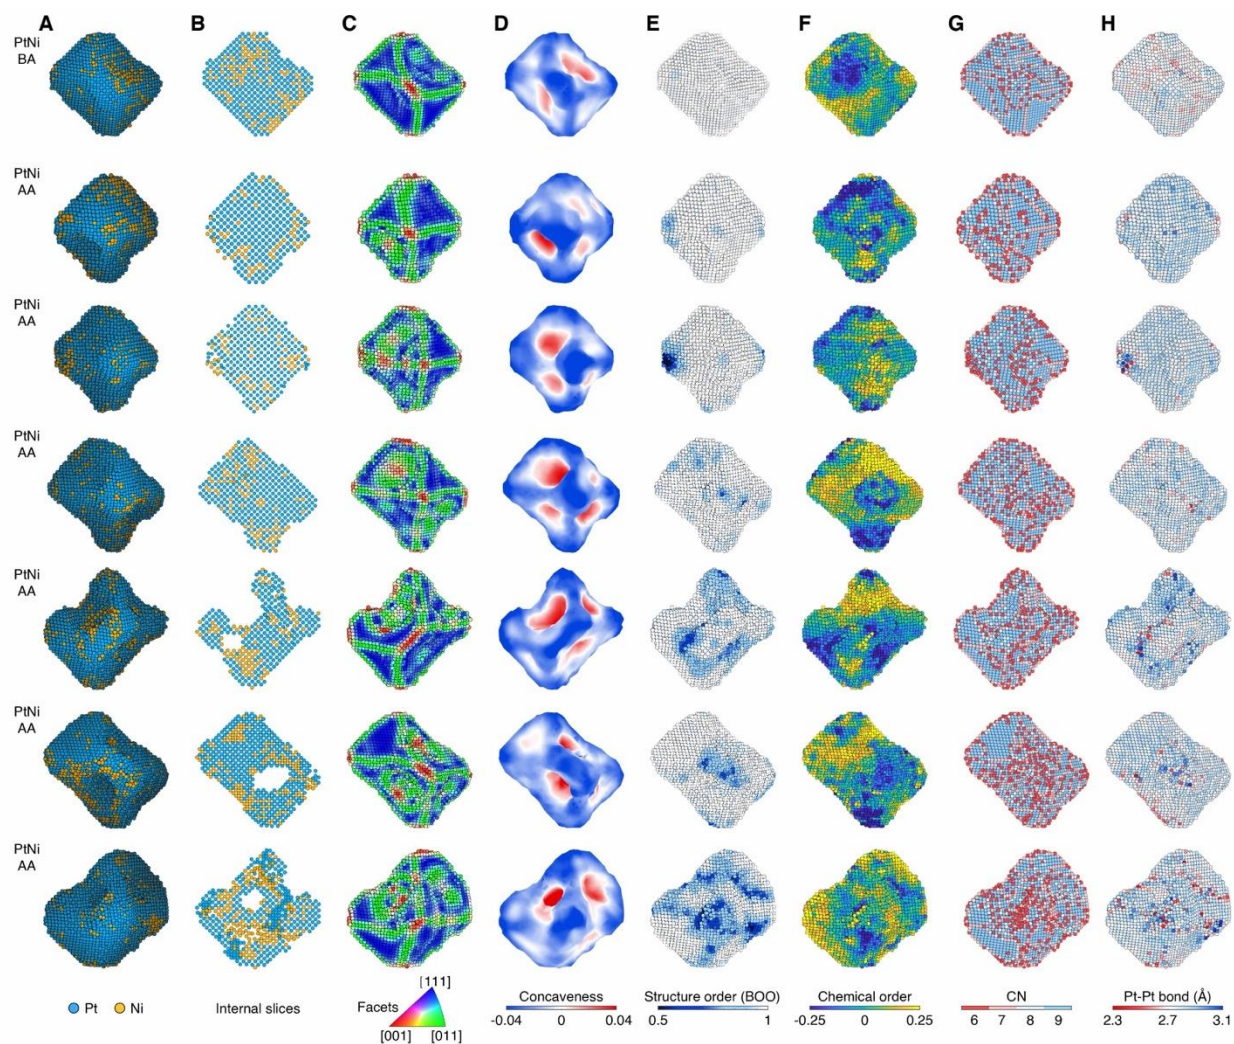 A B C D E F G H
PtNi
BA
PtNi
AA
PtNi
AA
PtNi
AA
PtNi
AA
PtNi
AA
PtNi
AA
Pt Ni
Internal slices
Facets
[111]
[001] [011]
Concaveness
-0.04 0 0.04
Structure order (BOO)
0.5 1
Chemical order
-0.25 0 0.25
CN
6 7 8 9
Pt-Pt bond (Å)
2.3 2.7 3.1